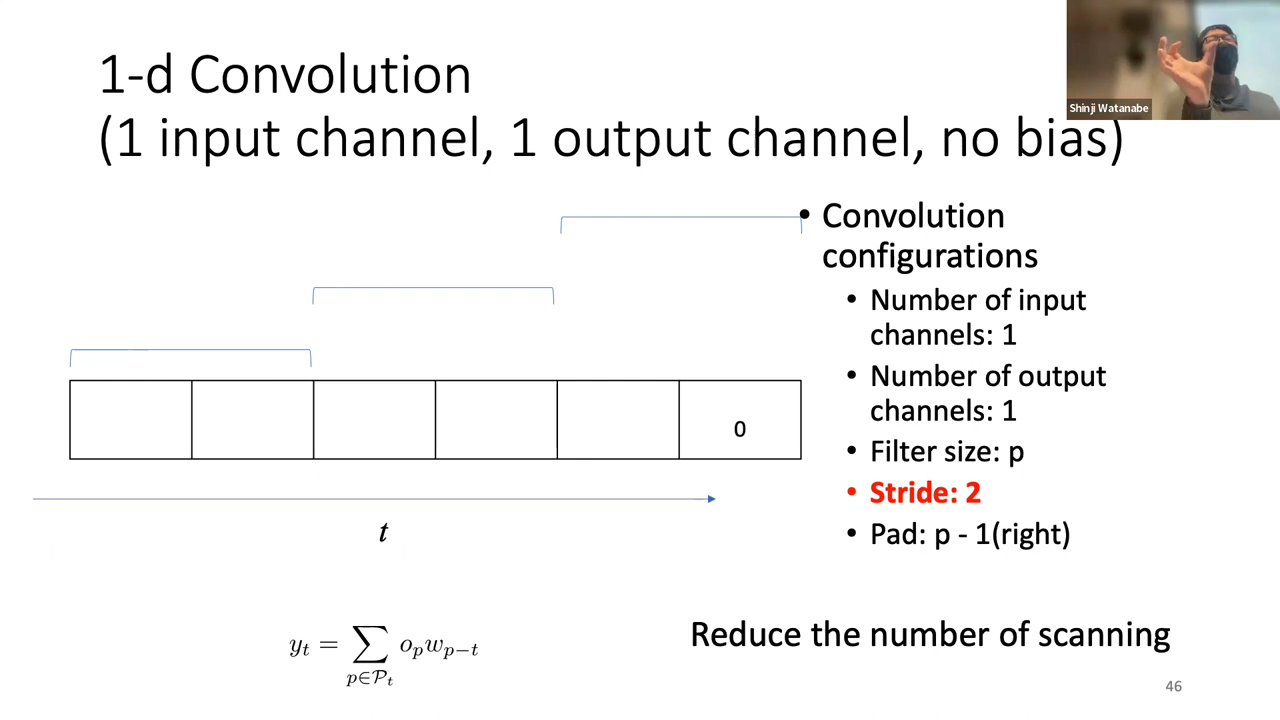 1-d Convolution
(1 input channel, 1 output channel, no bias)
Shinji Watanabe
• Convolution
configurations
• Number of input
channels: 1
• Number of output
channels: 1
• Filter size: p
• Stride: 2
• Pad: p - 1(right)
0
t
y_t = ∑_{p∈𝒫_t} o_p w_{p−t}
Reduce the number of scanning
46